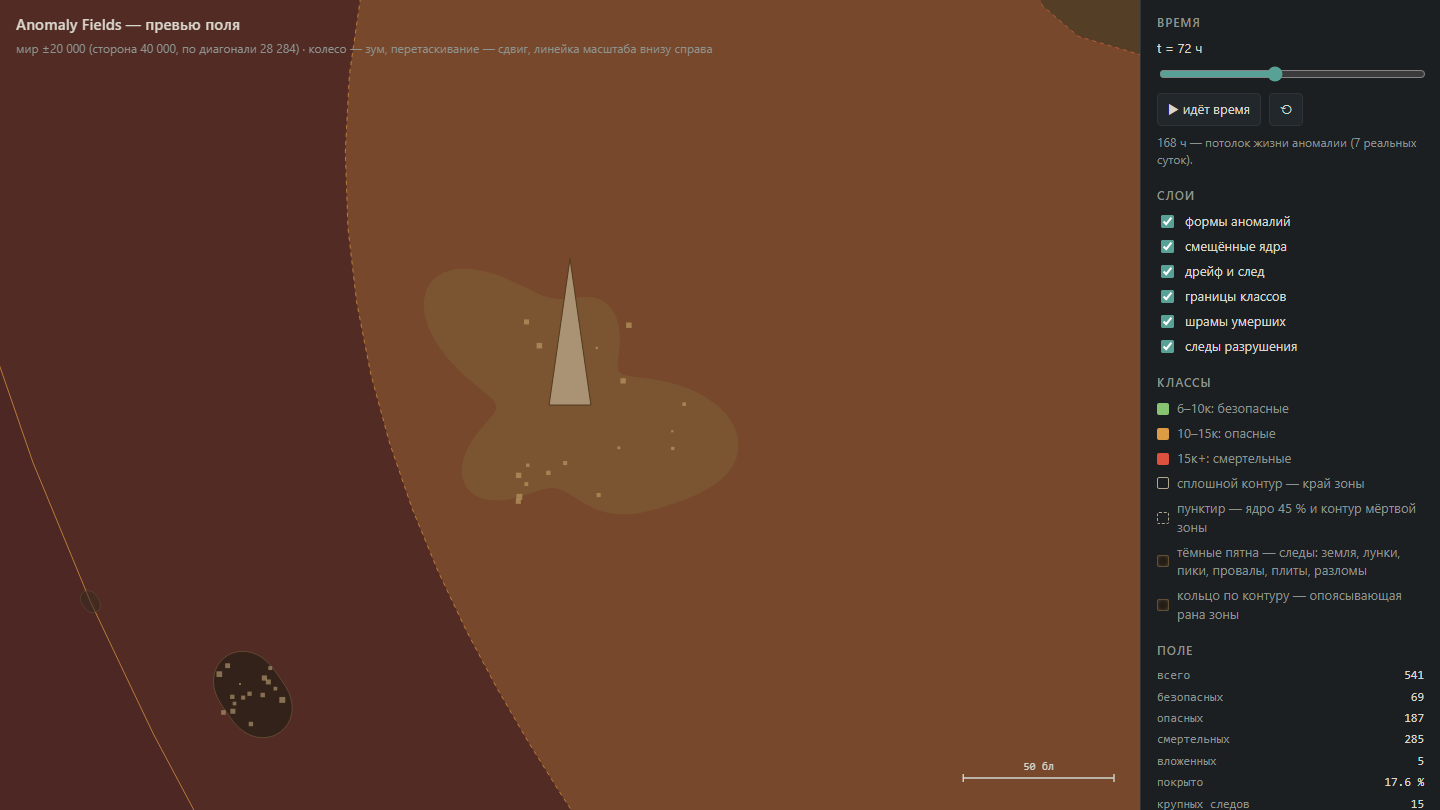 Anomaly Fields — превью поля
мир ±20 000 (сторона 40 000, по диагонали 28 284) · колесо — зум, перетаскивание — сдвиг, линейка масштаба внизу справа
50 бл
ВРЕМЯ
t = 72 ч
▶ идёт время
⟲
168 ч — потолок жизни аномалии (7 реальных
суток).
СЛОИ
формы аномалий
смещённые ядра
дрейф и след
границы классов
шрамы умерших
следы разрушения
КЛАССЫ
6–10к: безопасные
10–15к: опасные
15к+: смертельные
сплошной контур — край зоны
пунктир — ядро 45 % и контур мёртвой
зоны
тёмные пятна — следы: земля, лунки,
пики, провалы, плиты, разломы
кольцо по контуру — опоясывающая
рана зоны
ПОЛЕ
всего 541
безопасных 69
опасных 187
смертельных 285
вложенных 5
покрыто 17.6 %
крупных следов 15